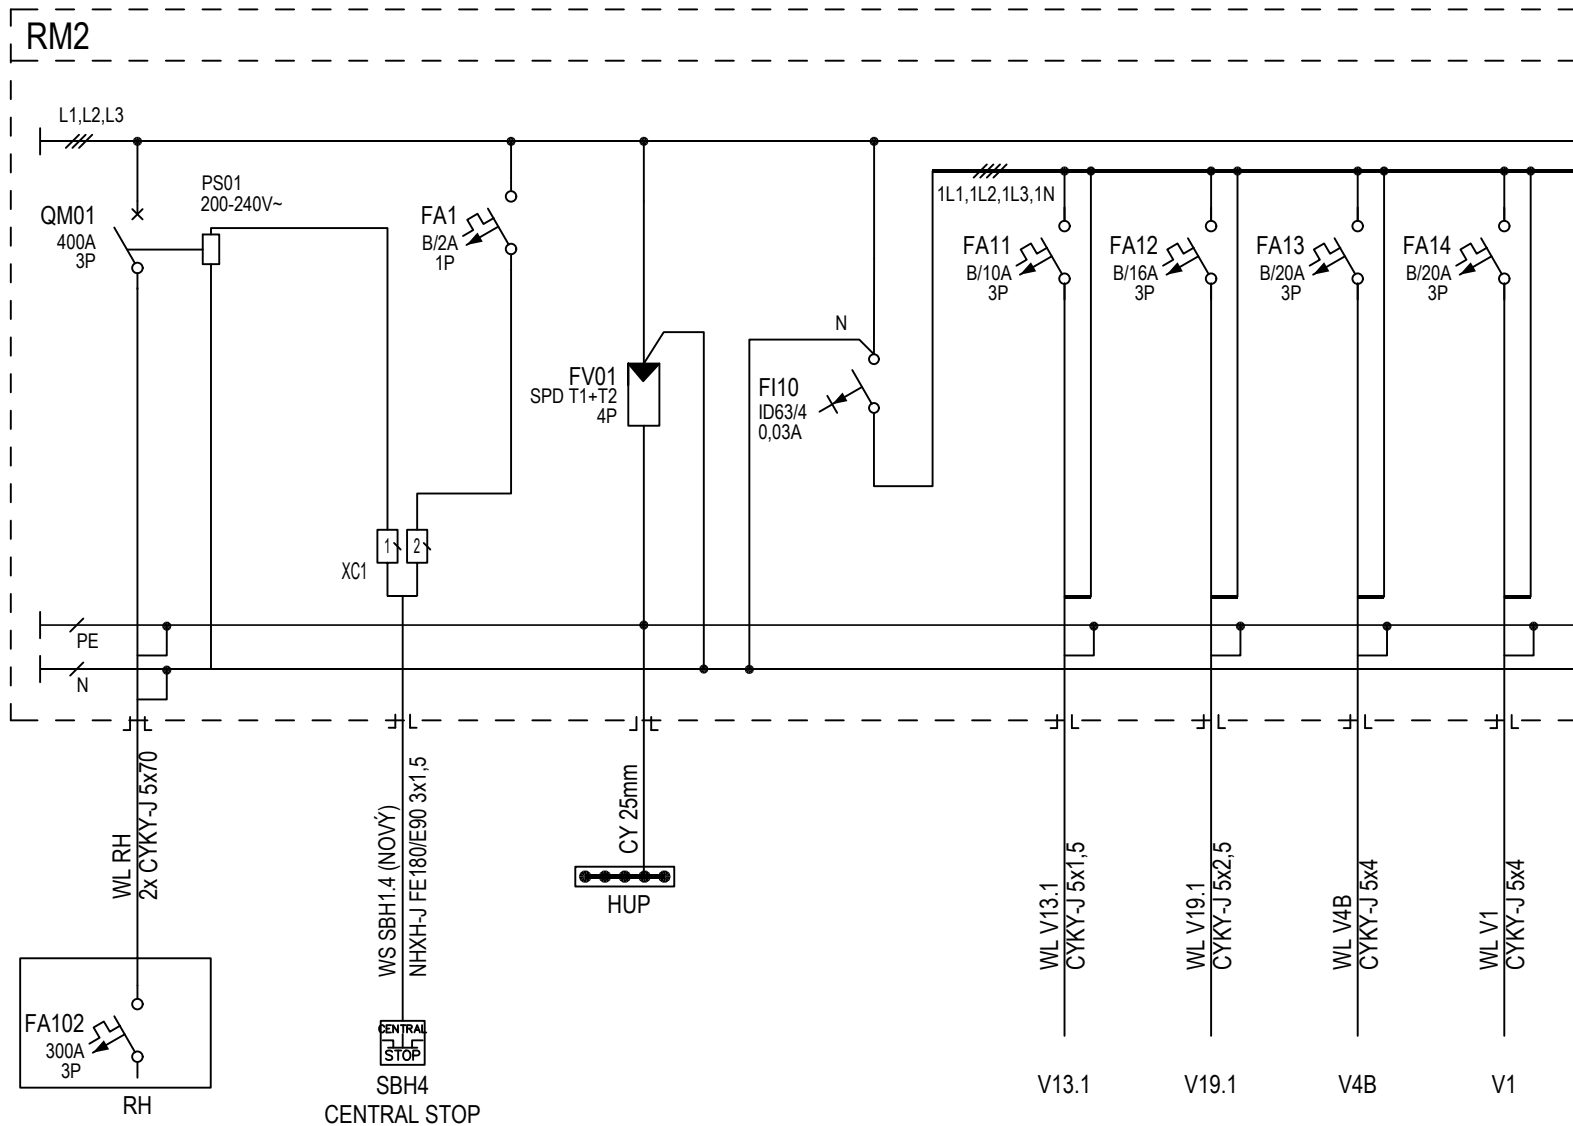 RM2
L1,L2,L3
PS01
200-240V~
QM01
400A
3P
FA1
B/2A
1P
1L1,1L2,1L3,1N
FA11
B/10A
3P
FA12
B/16A
3P
FA13
B/20A
3P
FA14
B/20A
3P
N
FV01
SPD T1+T2
4P
FI10
ID63/4
0,03A
1
2
XC1
PE
N
WL RH
2x CYKY-J 5x70
WS SBH1.4 (NOVÝ)
NHXH-J FE180/E90 3x1,5
CY 25mm
HUP
WL V13.1
CYKY-J 5x1,5
WL V19.1
CYKY-J 5x2,5
WL V4B
CYKY-J 5x4
WL V1
CYKY-J 5x4
FA102
300A
3P
RH
CENTRAL
STOP
SBH4
CENTRAL STOP
V13.1
V19.1
V4B
V1